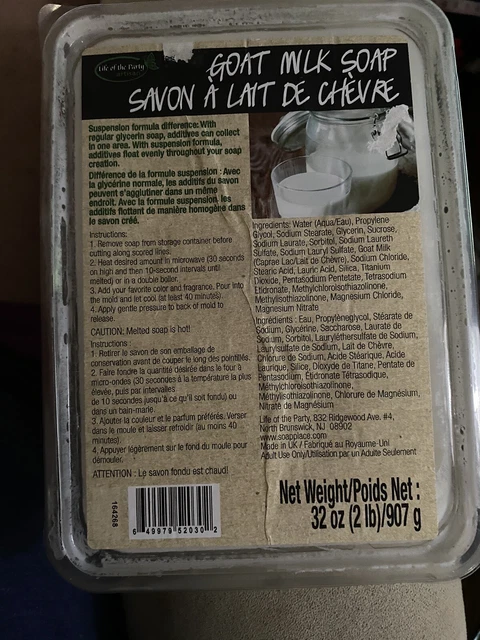 Life of the Party
GOAT MILK SOAP
SAVON À LAIT DE CHÈVRE
Suspension formula difference: With
regular glycerin soap, additives can collect
in one area. With suspension formula,
additives float evenly throughout your soap
creation.
Différence de la formule de suspension : Avec
la glycérine normale, les additifs du savon
peuvent s'agglutiner dans un même
endroit. Avec la formule suspension, les
additifs flottent de manière homogène dans
le savon créé.
Instructions:
1. Remove soap from storage container before
cutting along scored lines.
2. Heat desired amount in microwave (30 seconds
on high and then 10-second intervals until
melted) or in a double boiler.
3. Add your favorite color and fragrance. Pour into
the mold and let cool (at least 40 minutes).
4. Apply gentle pressure to back of mold to
release.
CAUTION: Melted soap is hot!
Instructions :
1. Retirer le savon de son emballage de
conservation avant de couper le long des pointillés.
2. Faire fondre la quantité désirée dans le four à
micro-ondes (30 secondes à la température la plus
élevée, puis par intervalles
de 10 secondes jusqu'à ce qu'il soit fondu) ou
dans un bain-marie.
3. Ajouter la couleur et le parfum préférés. Verser
dans le moule et laisser refroidir (au moins 40
minutes).
4. Appuyer légèrement sur le fond du moule pour
démouler.
ATTENTION : Le savon fondu est chaud!
164268
6 49979 52030 2
Ingredients: Water (Aqua/Eau), Propylene
Glycol, Sodium Stearate, Glycerin, Sucrose,
Sodium Laurate, Sorbitol, Sodium Laureth
Sulfate, Sodium Lauryl Sulfate, Goat Milk
(Caprae Lac/Lait de Chèvre), Sodium Chloride,
Stearic Acid, Lauric Acid, Silica, Titanium
Dioxide, Pentasodium Pentetate, Tetrasodium
Etidronate, Methylchloroisothiazolinone,
Methylisothiazolinone, Magnesium Chloride,
Magnesium Nitrate
Ingrédients : Eau, Propylèneglycol, Stéarate de
Sodium, Glycérine, Saccharose, Laurate de
Sodium, Sorbitol, Lauryléthersulfate de Sodium,
Laurylsulfate de Sodium, Lait de Chèvre,
Chlorure de Sodium, Acide Stéarique, Acide
Laurique, Silice, Dioxyde de Titane, Pentate de
Pentasodium, Etidronate Tétrasodique,
Méthylchloroisothiazolinone,
Méthylisothiazolinone, Chlorure de Magnésium,
Nitrate de Magnésium
Life of the Party, 832 Ridgewood Ave. #4,
North Brunswick, NJ 08902
www.soapplace.com
Made in UK / Fabriqué au Royaume-Uni
Adult Use Only/Utilisation par un Adulte Seulement
Net Weight/Poids Net :
32 oz (2 lb)/907 g